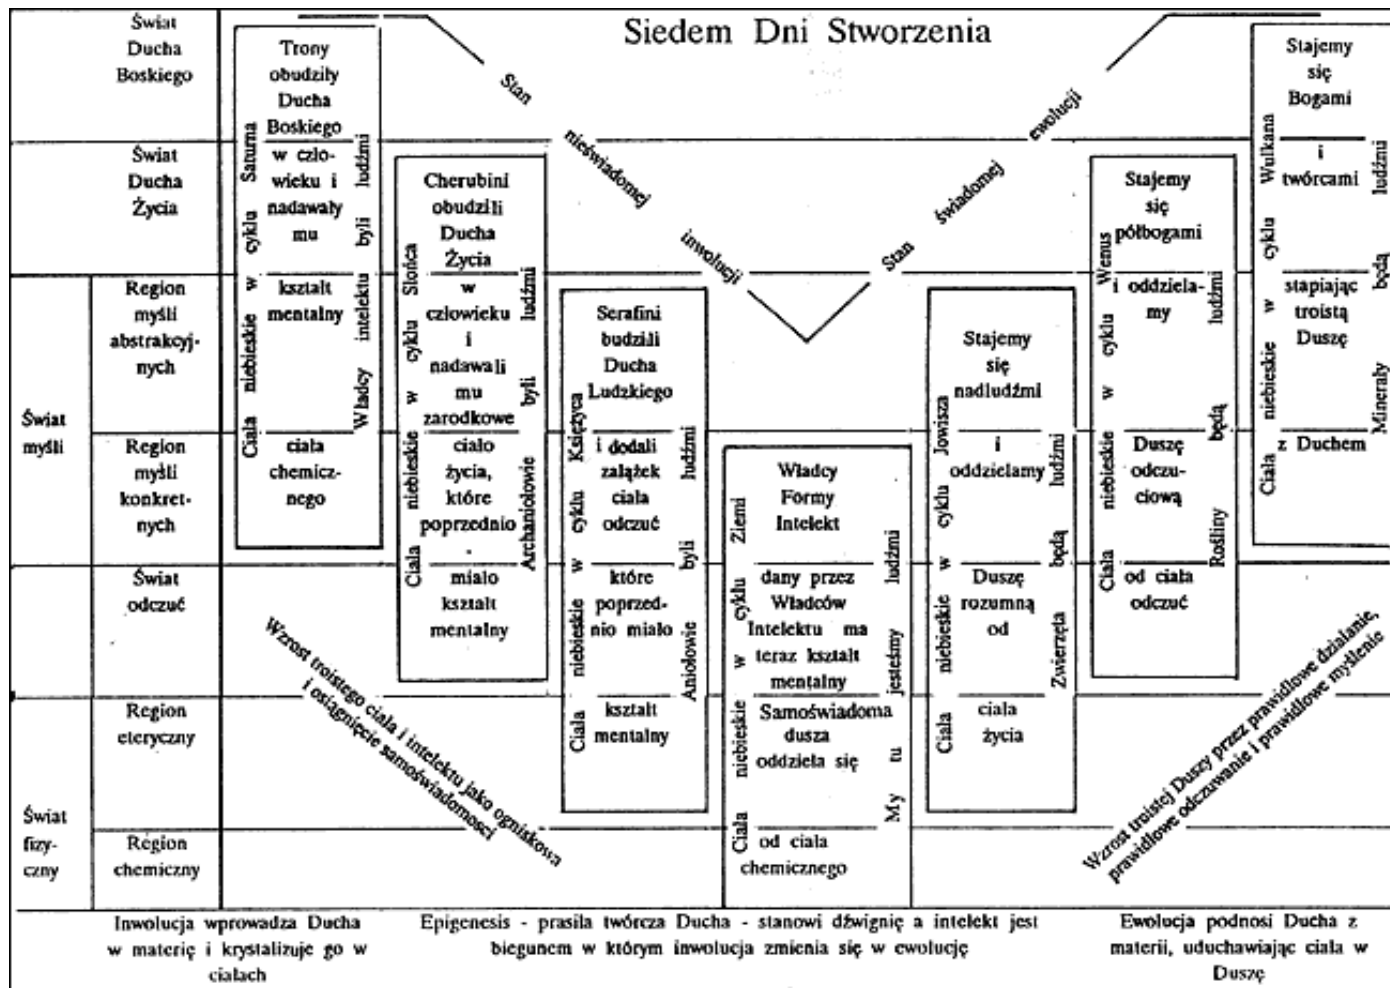 Siedem Dni Stworzenia
Świat
Ducha
Boskiego
Świat
Ducha
Życia
Świat
myśli
Region
myśli
abstrakcyj-
nych
Region
myśli
konkret-
nych
Świat
odczuć
Świat
fizy-
czny
Region
eteryczny
Region
chemiczny
Trony
obudziły
Ducha
Boskiego
w czło-
wieku i
nadawały
mu
kształt
mentalny
ciała
chemicz-
nego
Ciała niebieskie w cyklu Saturna
Władcy intelektu byli ludźmi
Cherubini
obudzili
Ducha
Życia
w
człowieku
i
nadawali
mu
zarodkowe
ciało
życia,
które
poprzednio
miało
kształt
mentalny
Ciała niebieskie w cyklu Słońca
Archaniołowie byli ludźmi
Serafini
budzili
Ducha
Ludzkiego
i dodali
zalążek
ciała
odczuć
które
poprzed-
nio miało
kształt
mentalny
Ciała niebieskie w cyklu Księżyca
Aniołowie byli ludźmi
Władcy
Formy
Intelekt
dany przez
Władców
Intelektu ma
teraz kształt
mentalny
Samoświadoma
dusza
oddziela się
od ciała
chemicznego
Ciała niebieskie w cyklu Ziemi
My tu jesteśmy ludźmi
Stajemy
się
nadludźmi
i
oddzielamy
Duszę
rozumną
od
ciała
życia
Ciała niebieskie w cyklu Jowisza
Zwierzęta będą ludźmi
Stajemy
się
półbogami
i oddziela-
my
Duszę
odczu-
ciową
od ciała
odczuć
Ciała niebieskie w cyklu Wenus
Rośliny będą ludźmi
Stajemy
się
Bogami
i
twórcami
stapiając
troistą
Duszę
z Duchem
Ciała niebieskie w cyklu Wulkana
Minerały będą ludźmi
Stan nieświadomej inwolucji
Stan świadomej ewolucji
Wzrost troistego ciała i intelektu jako ogniskowa
i osiągnięcie samoświadomości
Wzrost troistej Duszy przez prawidłowe działanie,
prawidłowe odczuwanie i prawidłowe myślenie
Inwolucja wprowadza Ducha
w materię i krystalizuje go w
ciałach
Epigenesis - prasiła twórcza Ducha - stanowi dźwignię a intelekt jest
biegunem w którym inwolucja zmienia się w ewolucję
Ewolucja podnosi Ducha z
materii, uduchawiając ciała w
Duszę